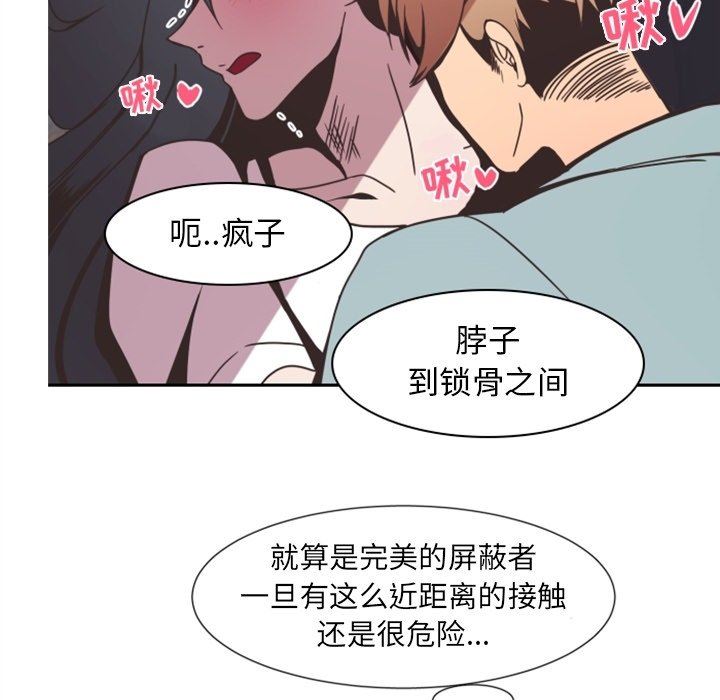 啾
啾
啾
呃..疯子
脖子
到锁骨之间
就算是完美的屏蔽者
一旦有这么近距离的接触
还是很危险...